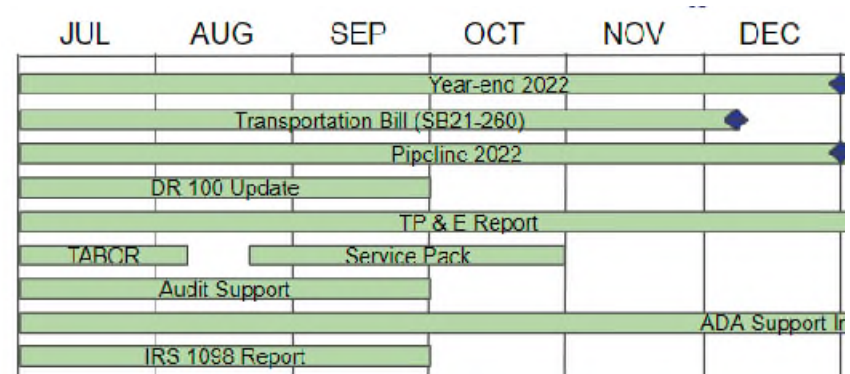 JUL AUG SEP OCT NOV DEC
Year-end 2022
Transportation Bill (SB21-260)
Pipeline 2022
DR 100 Update
TP & E Report
TABOR Service Pack
Audit Support
ADA Support
IRS 1098 Report